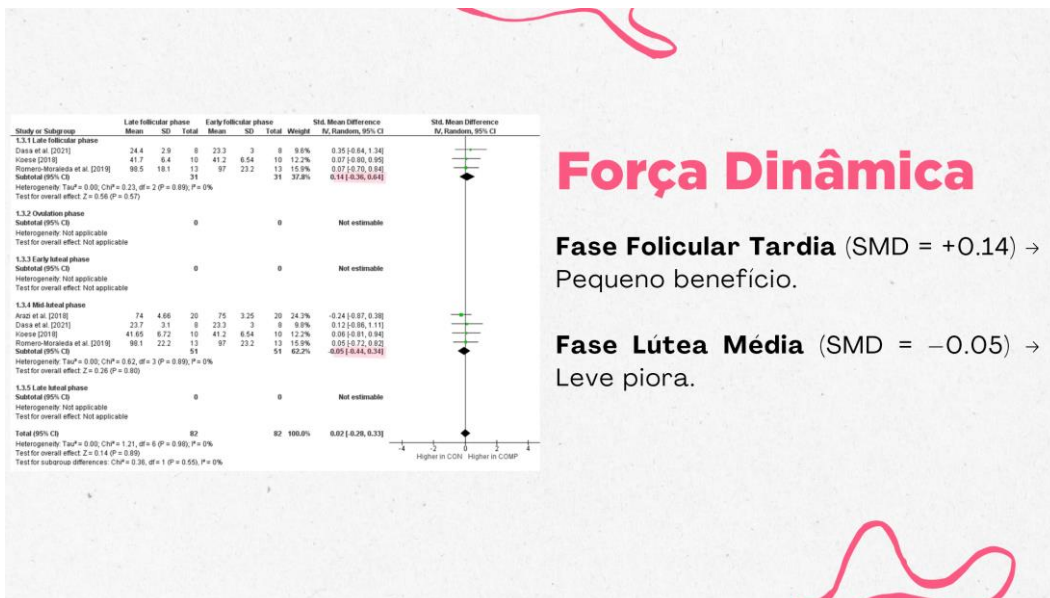 Late follicular phase Early follicular phase Std. Mean Difference Std. Mean Difference
Study or Subgroup Mean SD Total Mean SD Total Weight IV, Random, 95% CI IV, Random, 95% CI
1.3.1 Late follicular phase
Dasa et al. [2021] 24.4 2.9 8 23.3 3 8 9.6% 0.35 [-0.64, 1.34]
Koese [2018] 41.7 6.4 10 41.2 6.54 10 12.2% 0.07 [-0.80, 0.95]
Romero-Moraleda et al. [2019] 98.5 18.1 13 97 23.2 13 15.9% 0.07 [-0.70, 0.84]
Subtotal (95% CI) 31 31 37.8% 0.14 [-0.36, 0.64]
Heterogeneity: Tau² = 0.00; Chi² = 0.23, df = 2 (P = 0.89); I² = 0%
Test for overall effect: Z = 0.56 (P = 0.57)
1.3.2 Ovulation phase
Subtotal (95% CI) 0 0 Not estimable
Heterogeneity: Not applicable
Test for overall effect: Not applicable
1.3.3 Early luteal phase
Subtotal (95% CI) 0 0 Not estimable
Heterogeneity: Not applicable
Test for overall effect: Not applicable
1.3.4 Mid-luteal phase
Arazi et al. [2018] 74 4.66 20 75 3.25 20 24.3% -0.24 [-0.87, 0.38]
Dasa et al. [2021] 23.7 3.1 8 23.3 3 8 9.8% 0.12 [-0.86, 1.11]
Koese [2018] 41.65 6.72 10 41.2 6.54 10 12.2% 0.06 [-0.81, 0.94]
Romero-Moraleda et al. [2019] 98.1 22.2 13 97 23.2 13 15.9% 0.05 [-0.72, 0.82]
Subtotal (95% CI) 51 51 62.2% -0.05 [-0.44, 0.34]
Heterogeneity: Tau² = 0.00; Chi² = 0.62, df = 3 (P = 0.89); I² = 0%
Test for overall effect: Z = 0.26 (P = 0.80)
1.3.5 Late luteal phase
Subtotal (95% CI) 0 0 Not estimable
Heterogeneity: Not applicable
Test for overall effect: Not applicable
Total (95% CI) 82 82 100.0% 0.02 [-0.28, 0.33]
Heterogeneity: Tau² = 0.00; Chi² = 1.21, df = 6 (P = 0.98); I² = 0%
Test for overall effect: Z = 0.14 (P = 0.89)
Test for subgroup differences: Chi² = 0.36, df = 1 (P = 0.55), I² = 0%
-4 -2 0 2 4
Higher in CON Higher in COMP
Força Dinâmica
Fase Folicular Tardia (SMD = +0.14) →
Pequeno benefício.
Fase Lútea Média (SMD = −0.05) →
Leve piora.